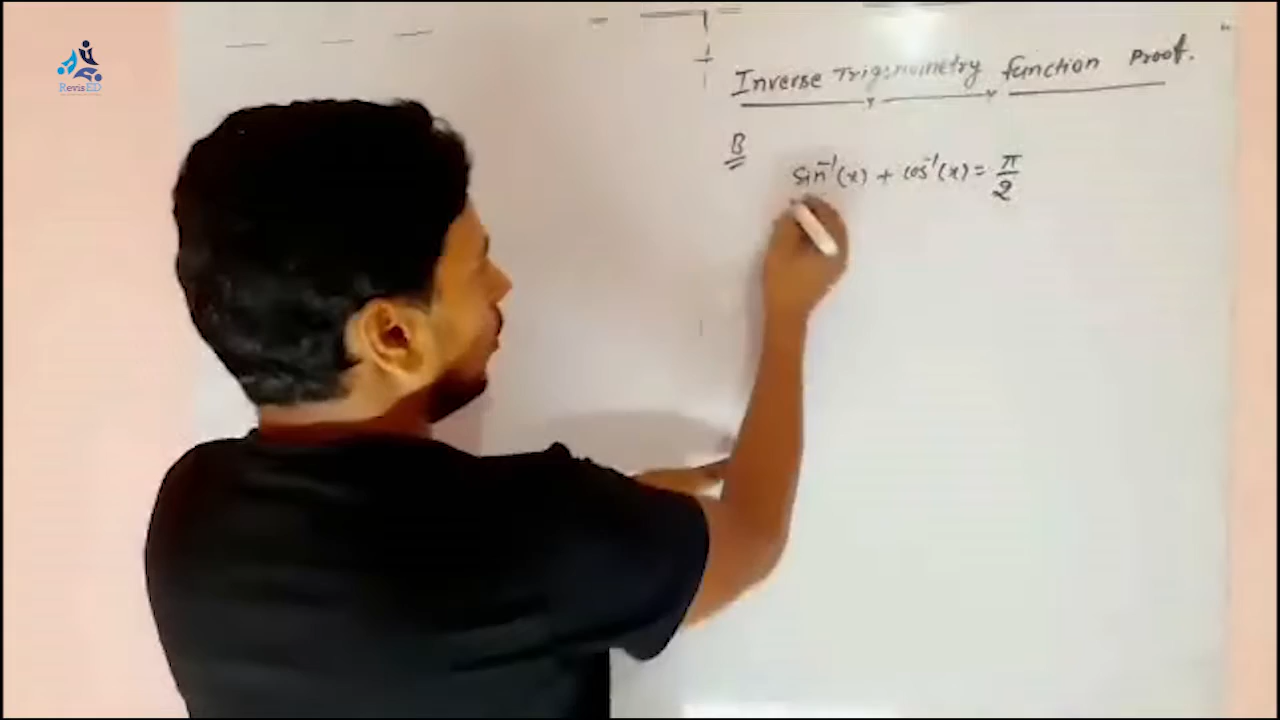 RevisED
Inverse Trigonometry function Proof.
B
sin⁻¹(x) + cos⁻¹(x) = π/2